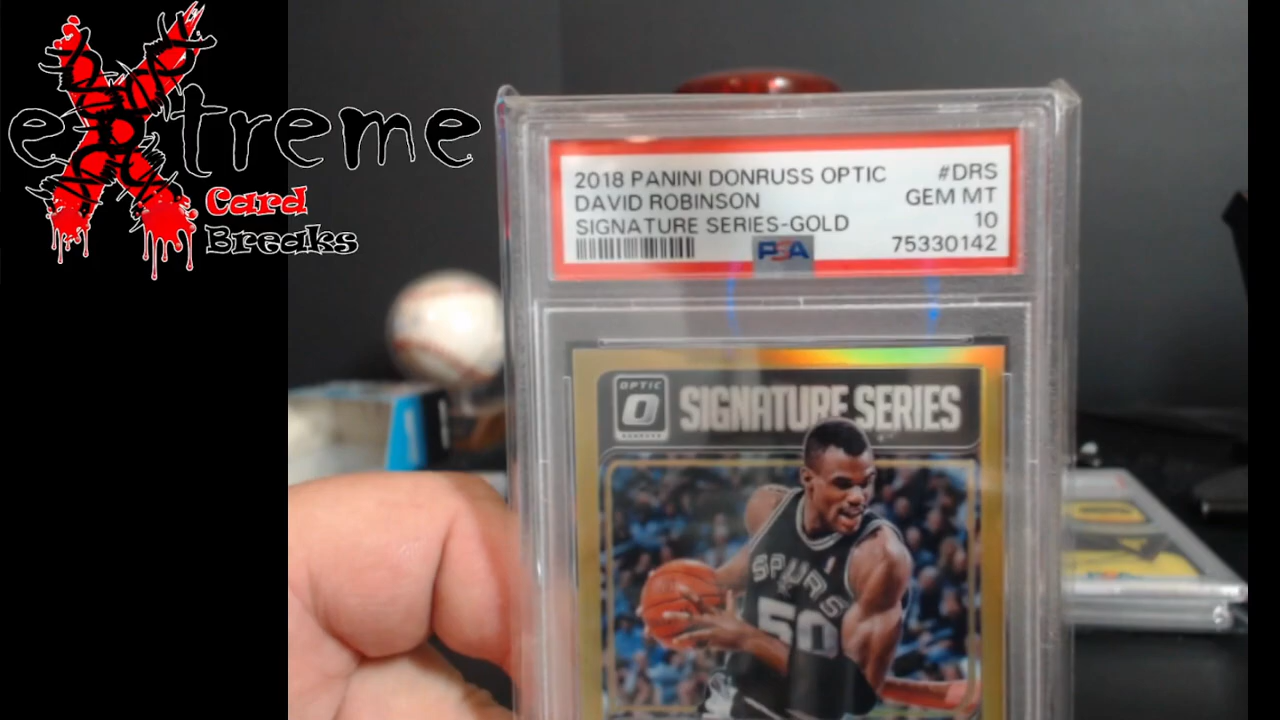 eXtreme
Card
Breaks
2018 PANINI DONRUSS OPTIC #DRS
DAVID ROBINSON GEM MT
SIGNATURE SERIES-GOLD 10
PSA 75330142
OPTIC
SIGNATURE SERIES
SPURS
50